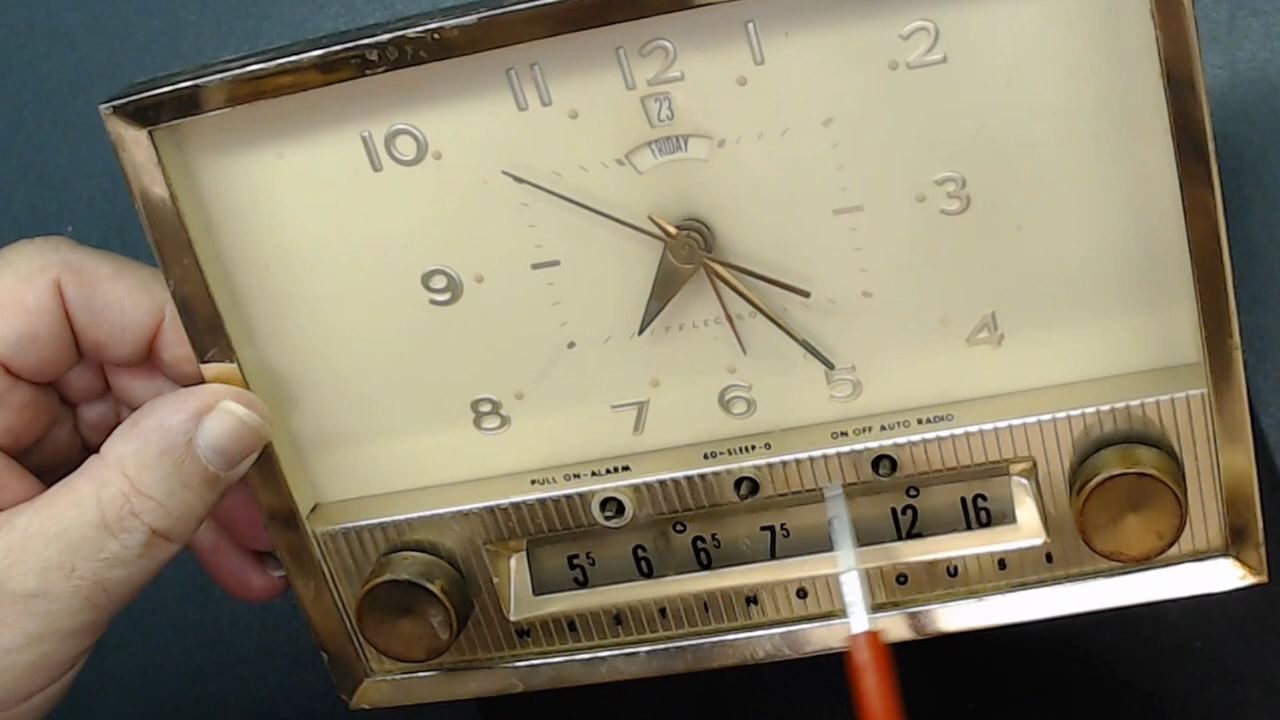 11 12 1
10 2
23
FRIDAY
9 3
TELECHRON
8 7 6 5 4
PULL ON-ALARM 60-SLEEP-0 ON OFF AUTO RADIO
5⁵ 6 6⁵ 7⁵ 12 16
WESTINGHOUSE